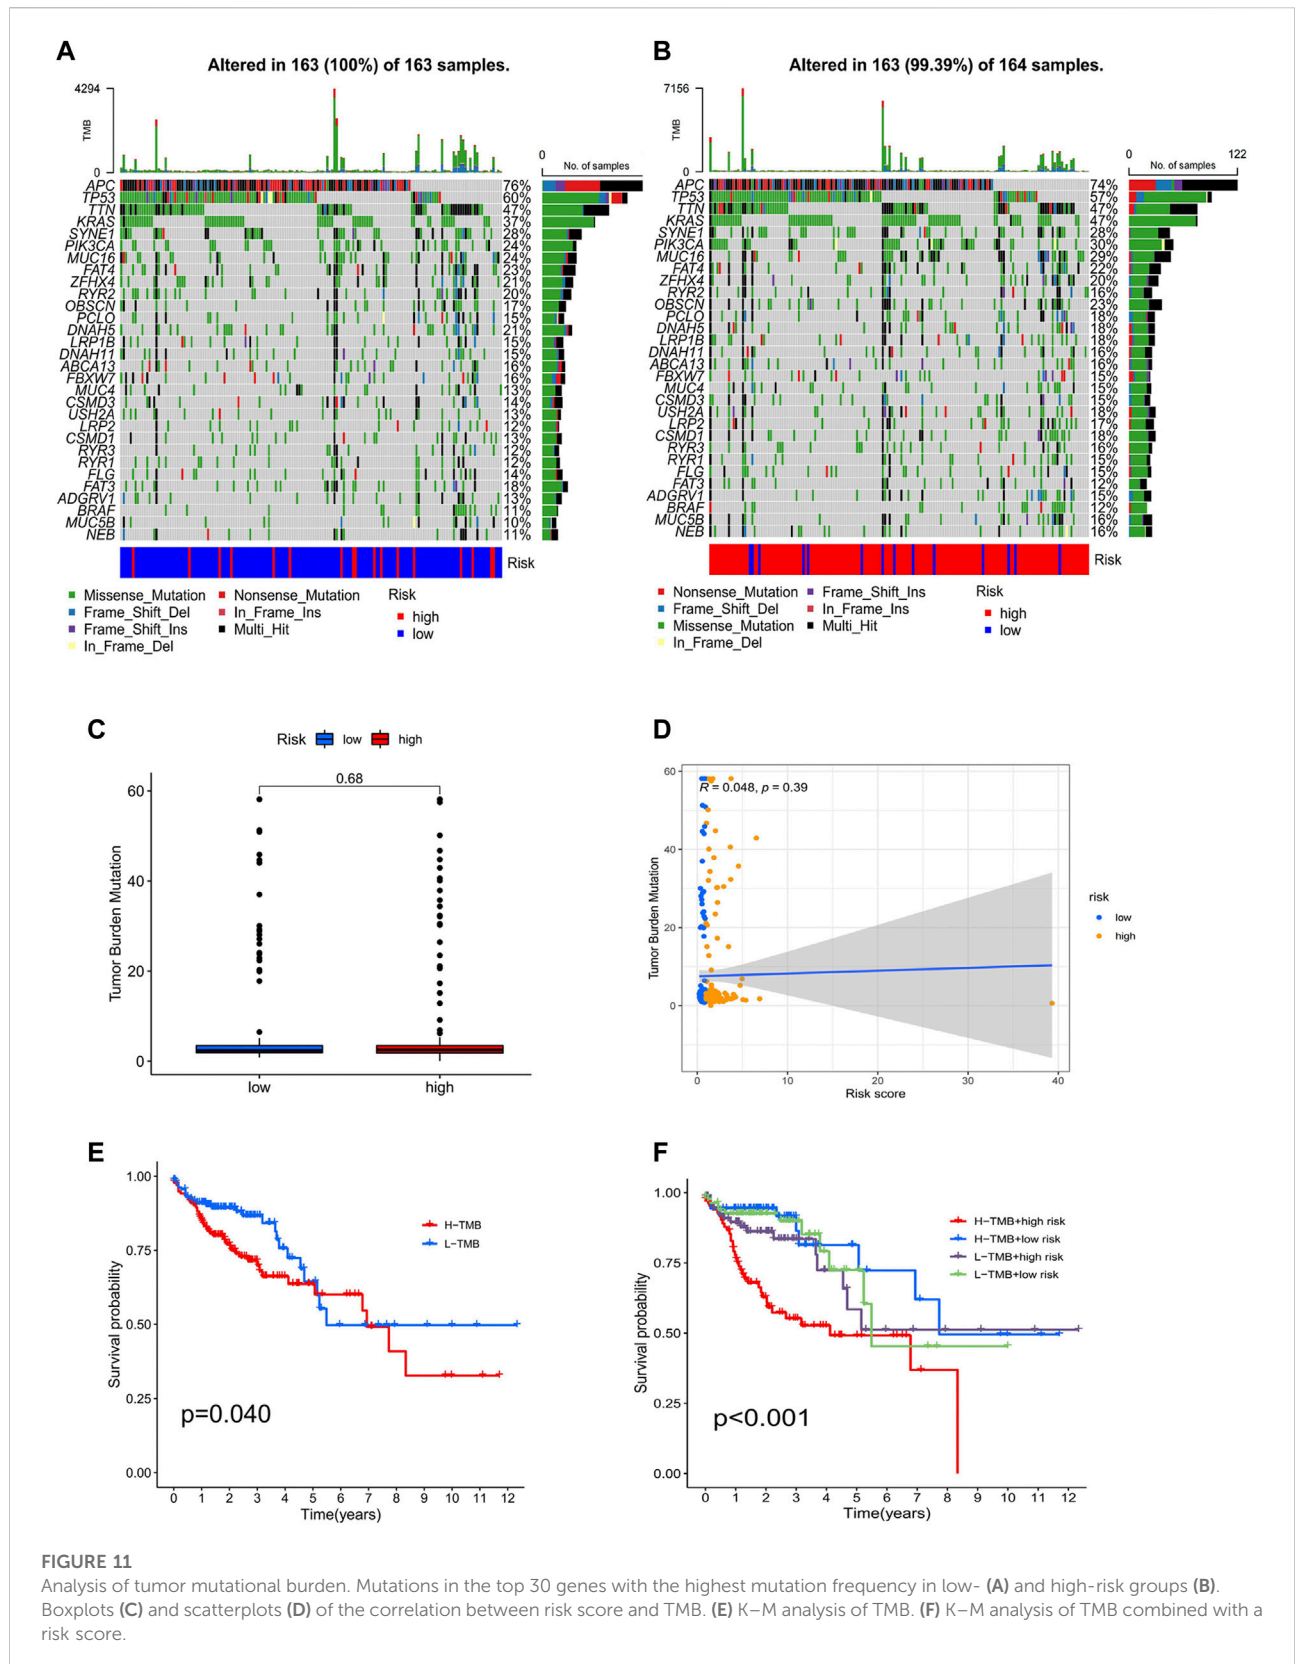 A
Altered in 163 (100%) of 163 samples.
4294
TMB
0
0
No. of samples
APC 76%
TP53 60%
TTN 47%
KRAS 37%
SYNE1 28%
PIK3CA 24%
MUC16 24%
FAT4 23%
ZFHX4 21%
RYR2 20%
OBSCN 17%
PCLO 15%
DNAH5 21%
LRP1B 15%
DNAH11 15%
ABCA13 16%
FBXW7 16%
MUC4 13%
CSMD3 14%
USH2A 13%
LRP2 12%
CSMD1 13%
RYR3 12%
RYR1 12%
FLG 14%
FAT3 18%
ADGRV1 13%
BRAF 11%
MUC5B 10%
NEB 11%
Risk
Missense_Mutation
Frame_Shift_Del
Frame_Shift_Ins
In_Frame_Del
Nonsense_Mutation
In_Frame_Ins
Multi_Hit
Risk
high
low
B
Altered in 163 (99.39%) of 164 samples.
7156
TMB
0
0
122
No. of samples
APC 74%
TP53 57%
TTN 47%
KRAS 47%
SYNE1 28%
PIK3CA 30%
MUC16 29%
FAT4 22%
ZFHX4 20%
RYR2 16%
OBSCN 23%
PCLO 18%
DNAH5 18%
LRP1B 18%
DNAH11 16%
ABCA13 16%
FBXW7 15%
MUC4 15%
CSMD3 15%
USH2A 18%
LRP2 17%
CSMD1 18%
RYR3 16%
RYR1 15%
FLG 15%
FAT3 12%
ADGRV1 15%
BRAF 12%
MUC5B 16%
NEB 16%
Risk
Nonsense_Mutation
Frame_Shift_Del
Missense_Mutation
In_Frame_Del
Frame_Shift_Ins
In_Frame_Ins
Multi_Hit
Risk
high
low
C
Risk low high
0.68
Tumor Burden Mutation
60
40
20
0
low high
D
R = 0.048, p = 0.39
Tumor Burden Mutation
60
40
20
0
0 10 20 30 40
Risk score
risk
low
high
E
Survival probability
1.00
0.75
0.50
0.25
0.00
H-TMB
L-TMB
p=0.040
0 1 2 3 4 5 6 7 8 9 10 11 12
Time(years)
F
Survival probability
1.00
0.75
0.50
0.25
0.00
H-TMB+high risk
H-TMB+low risk
L-TMB+high risk
L-TMB+low risk
p<0.001
0 1 2 3 4 5 6 7 8 9 10 11 12
Time(years)
FIGURE 11
Analysis of tumor mutational burden. Mutations in the top 30 genes with the highest mutation frequency in low- (A) and high-risk groups (B).
Boxplots (C) and scatterplots (D) of the correlation between risk score and TMB. (E) K–M analysis of TMB. (F) K–M analysis of TMB combined with a
risk score.